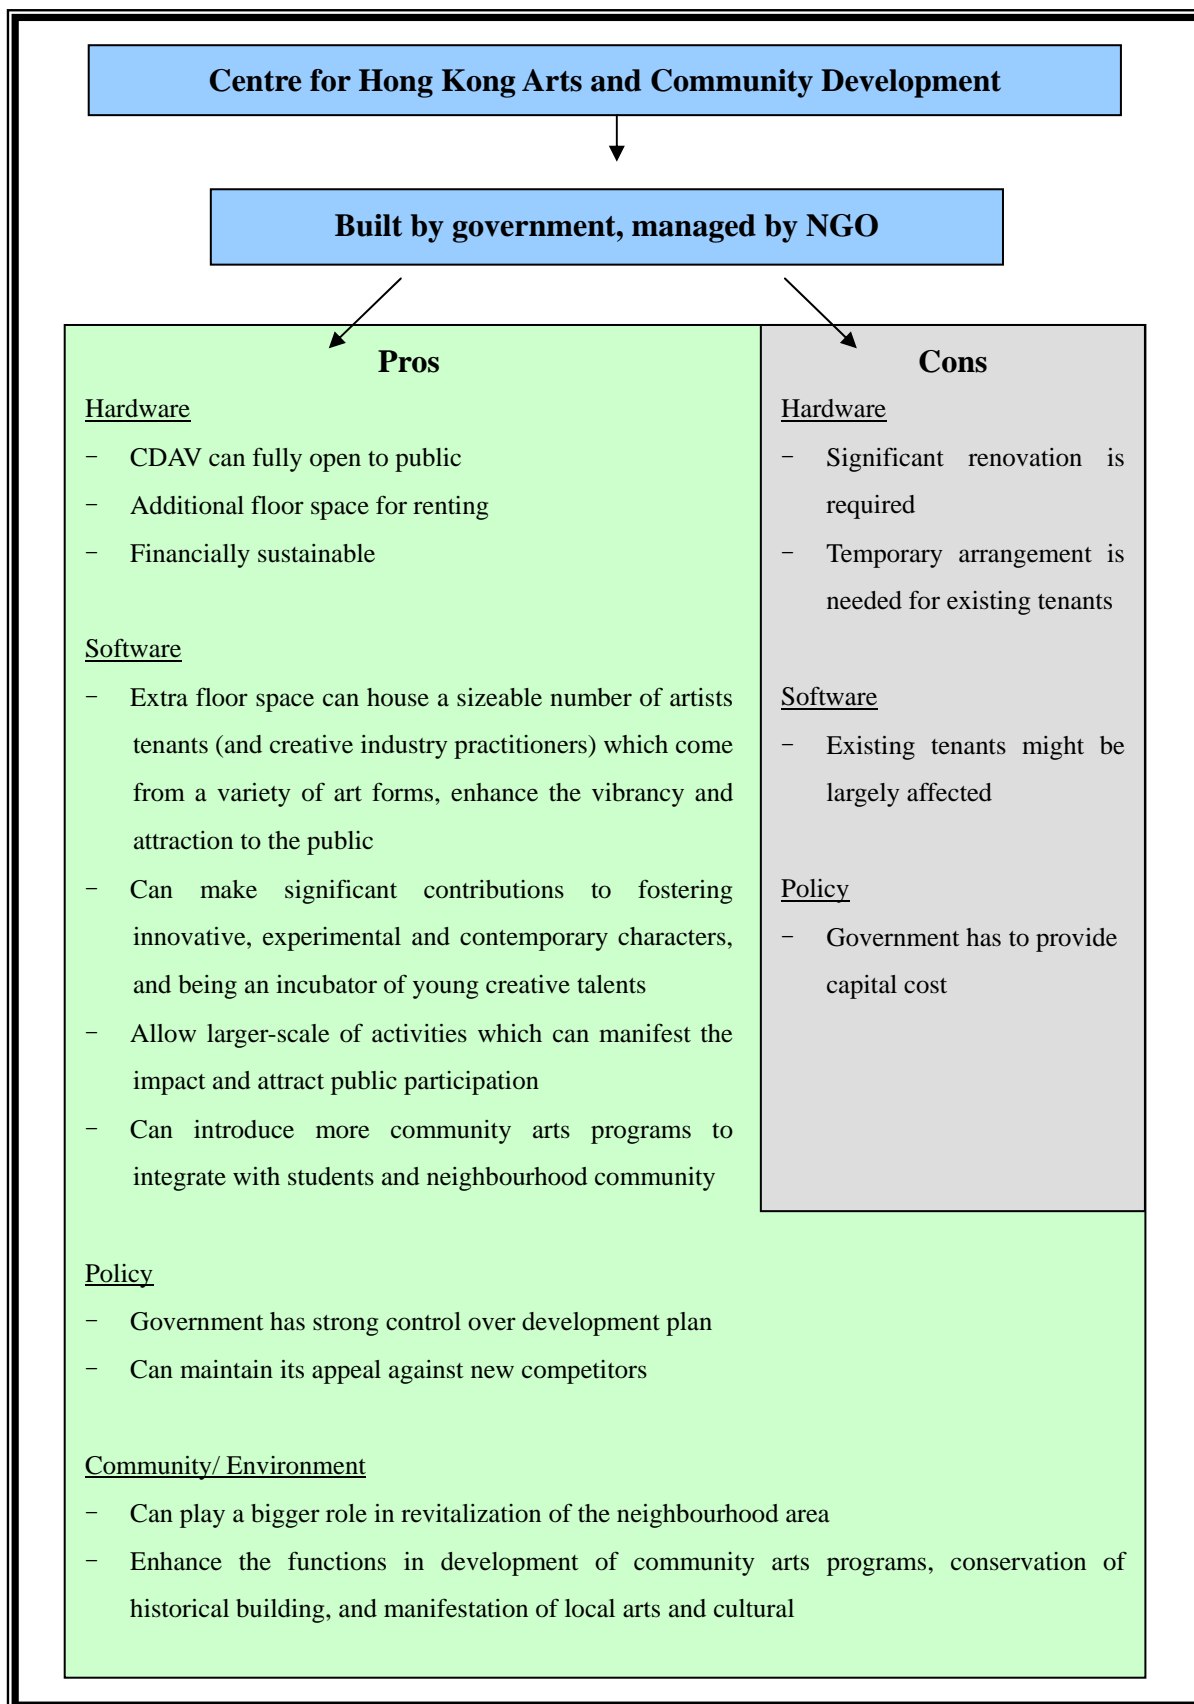 Centre for Hong Kong Arts and Community Development
Built by government, managed by NGO
Pros
Hardware
− CDAV can fully open to public
− Additional floor space for renting
− Financially sustainable
Software
− Extra floor space can house a sizeable number of artists
tenants (and creative industry practitioners) which come
from a variety of art forms, enhance the vibrancy and
attraction to the public
− Can make significant contributions to fostering
innovative, experimental and contemporary characters,
and being an incubator of young creative talents
− Allow larger-scale of activities which can manifest the
impact and attract public participation
− Can introduce more community arts programs to
integrate with students and neighbourhood community
Policy
− Government has strong control over development plan
− Can maintain its appeal against new competitors
Community/ Environment
− Can play a bigger role in revitalization of the neighbourhood area
− Enhance the functions in development of community arts programs, conservation of
historical building, and manifestation of local arts and cultural
Cons
Hardware
− Significant renovation is
required
− Temporary arrangement is
needed for existing tenants
Software
− Existing tenants might be
largely affected
Policy
− Government has to provide
capital cost